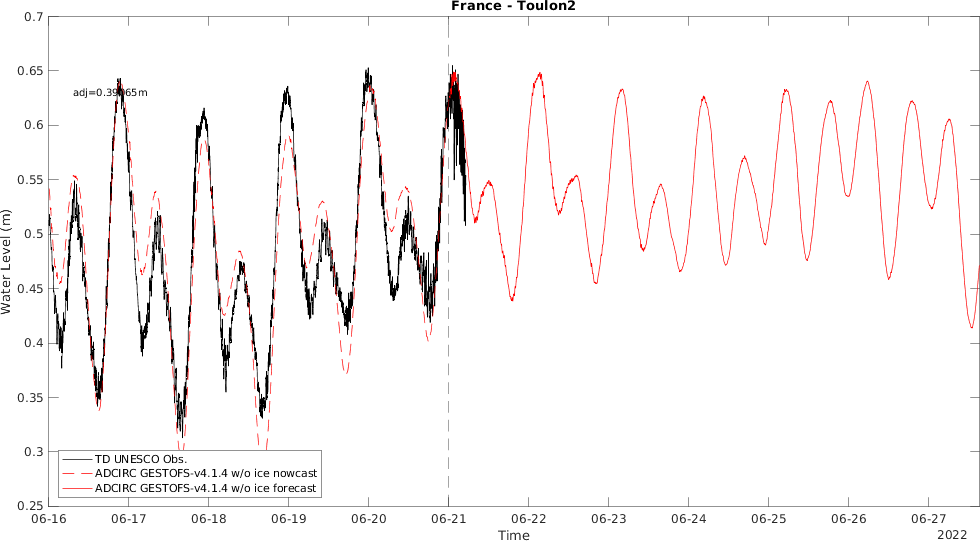 France - Toulon2
0.7
0.65
0.6
0.55
0.5
0.45
0.4
0.35
0.3
0.25
Water Level (m)
adj=0.39065m
TD UNESCO Obs.
ADCIRC GESTOFS-v4.1.4 w/o ice nowcast
ADCIRC GESTOFS-v4.1.4 w/o ice forecast
06-16 06-17 06-18 06-19 06-20 06-21 06-22 06-23 06-24 06-25 06-26 06-27
Time
2022